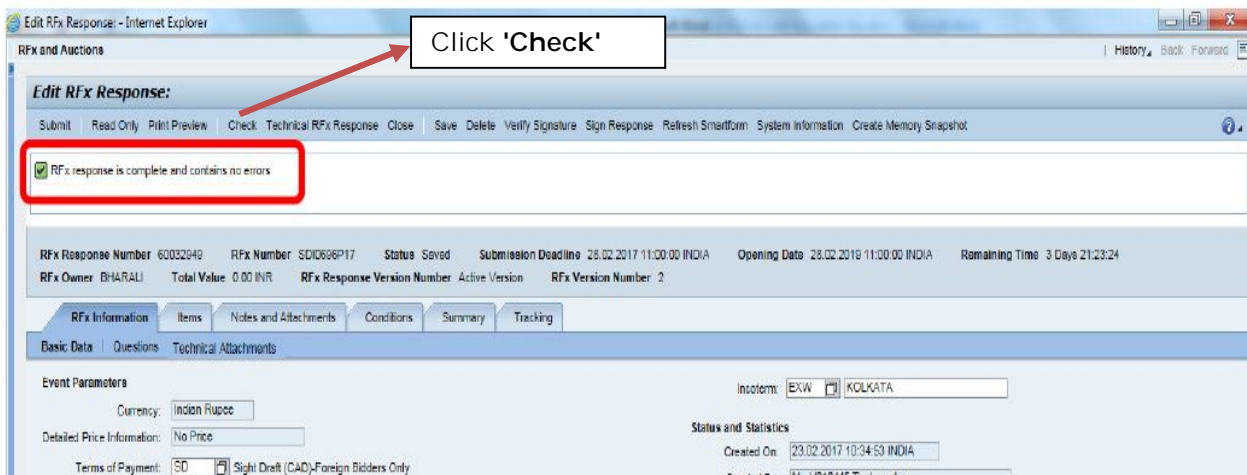 Edit RFx Response: - Internet Explorer
RFx and Auctions
Click 'Check'
History Back Forward
Edit RFx Response:
Submit Read Only Print Preview Check Technical RFx Response Close Save Delete Verify Signature Sign Response Refresh Smartform System Information Create Memory Snapshot
RFx response is complete and contains no errors
RFx Response Number 60032949 RFx Number SDID696P17 Status Saved Submission Deadline 28.02.2017 11:00:00 INDIA Opening Date 28.02.2019 11:00:00 INDIA Remaining Time 3 Days 21:23:24
RFx Owner BHARALI Total Value 0.00 INR RFx Response Version Number Active Version RFx Version Number 2
RFx Information Items Notes and Attachments Conditions Summary Tracking
Basic Data Questions Technical Attachments
Event Parameters
Incoterm: EXW KOLKATA
Currency: Indian Rupee
Status and Statistics
Detailed Price Information: No Price
Created On: 23.02.2017 10:34:53 INDIA
Terms of Payment: SD Sight Draft (CAD)-Foreign Bidders Only